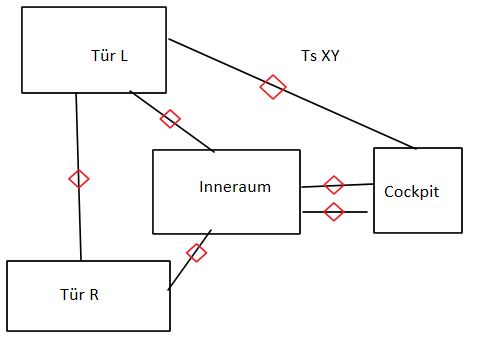 Tür L
Ts XY
Inneraum
Cockpit
Tür R